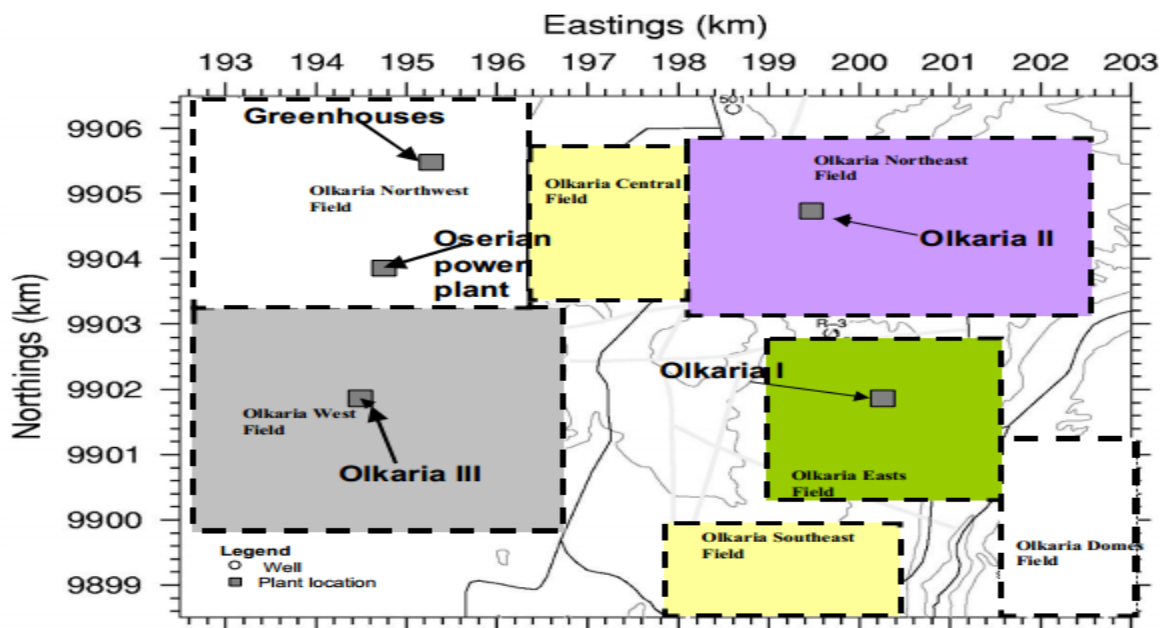 Eastings (km)
193 194 195 196 197 198 199 200 201 202 203
Northings (km)
9906
9905
9904
9903
9902
9901
9900
9899
Greenhouses
Olkaria Northwest
Field
Oserian
power
plant
Olkaria Central
Field
Olkaria Northeast
Field
Olkaria II
R-3
Olkaria I
Olkaria West
Field
Olkaria III
Olkaria Easts
Field
Olkaria Southeast
Field
Olkaria Domes
Field
Legend
Well
Plant location